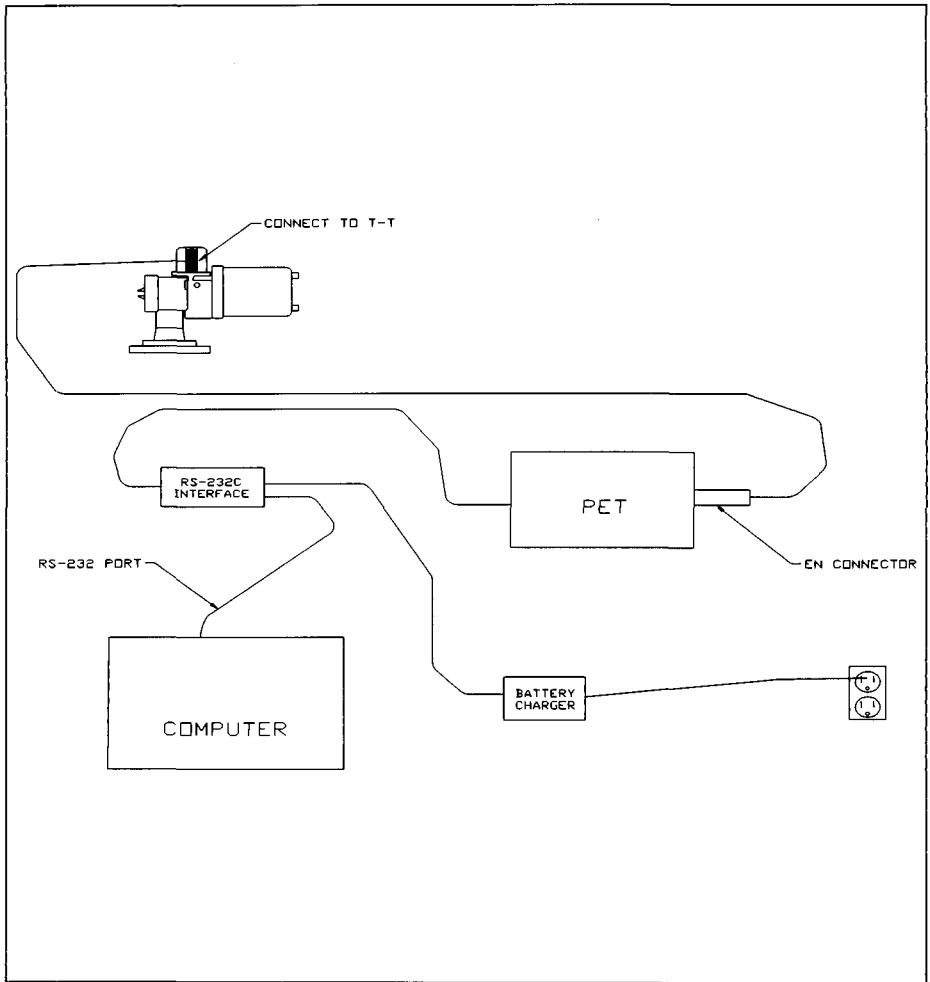 CONNECT TO T-T
RS-232C
INTERFACE
PET
RS-232 PORT
EN CONNECTOR
BATTERY
CHARGER
COMPUTER